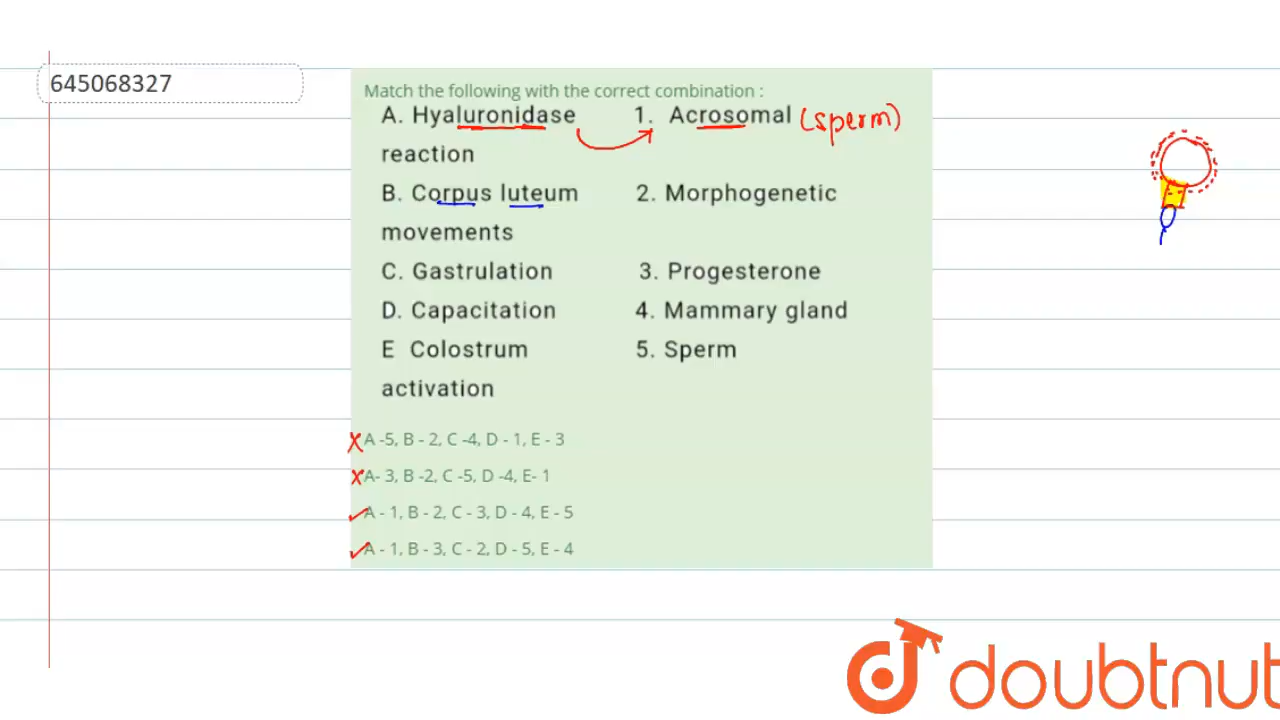 645068327
Match the following with the correct combination :
A. Hyaluronidase 1. Acrosomal (sperm)
reaction
B. Corpus luteum 2. Morphogenetic
movements
C. Gastrulation 3. Progesterone
D. Capacitation 4. Mammary gland
E Colostrum 5. Sperm
activation
A -5, B - 2, C -4, D - 1, E - 3
A- 3, B -2, C -5, D -4, E- 1
A - 1, B - 2, C - 3, D - 4, E - 5
A - 1, B - 3, C - 2, D - 5, E - 4
doubtnut